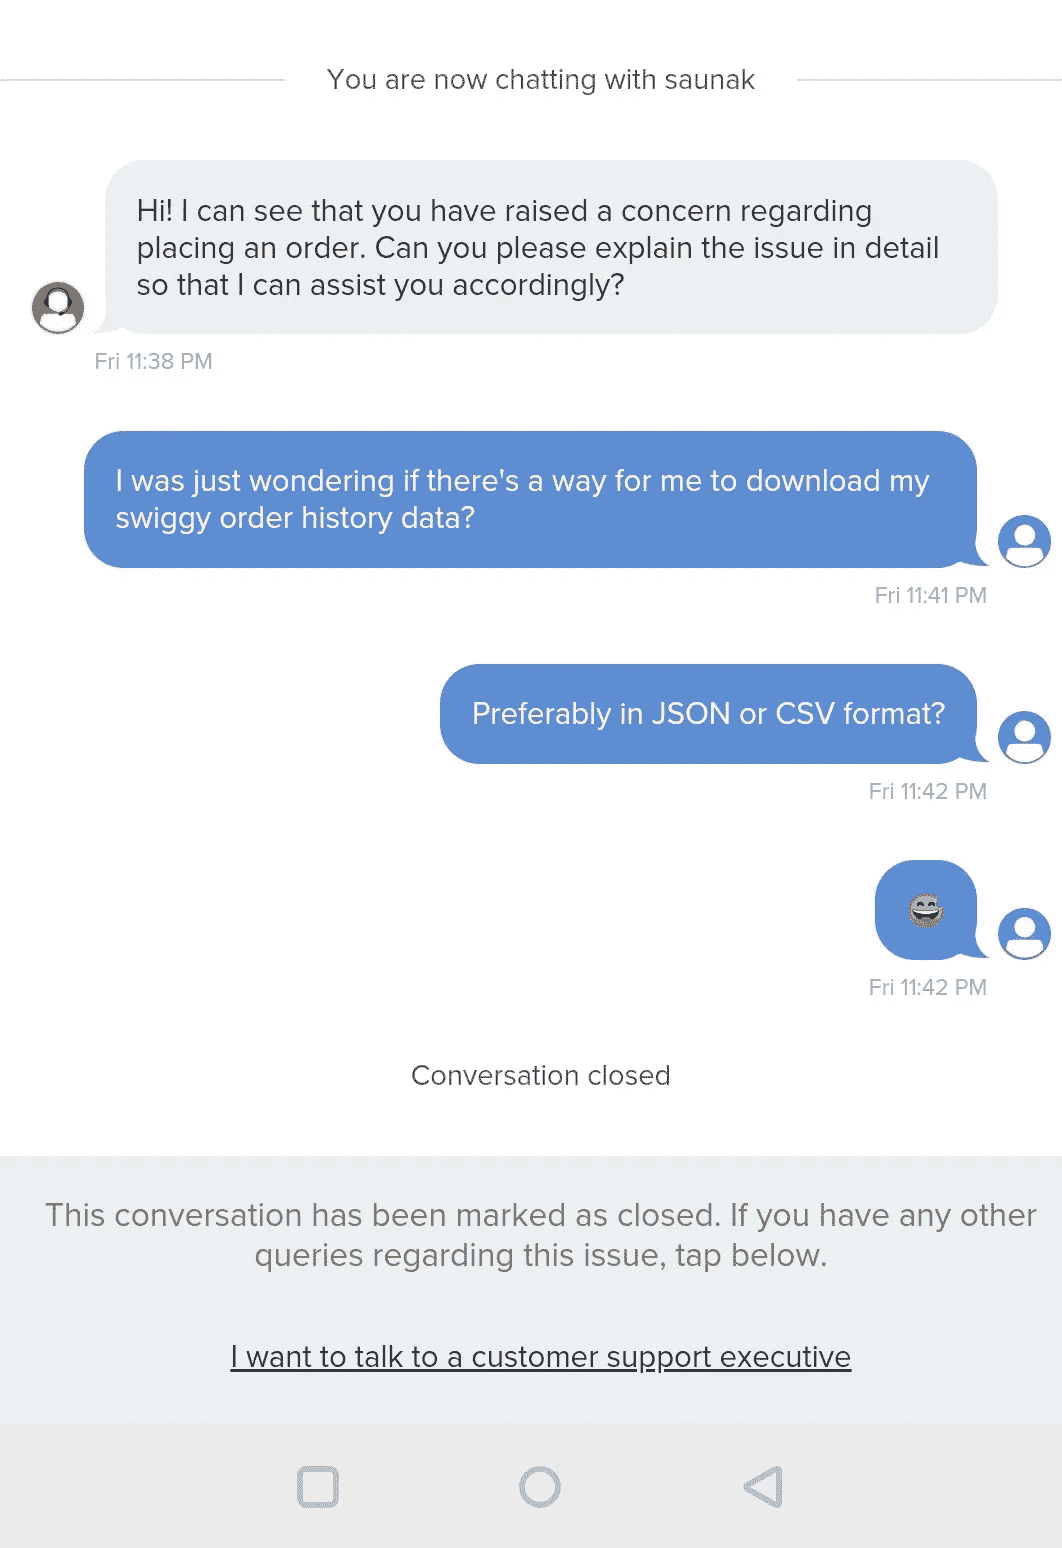 You are now chatting with saunak
Hi! I can see that you have raised a concern regarding
placing an order. Can you please explain the issue in detail
so that I can assist you accordingly?
Fri 11:38 PM
I was just wondering if there's a way for me to download my
swiggy order history data?
Fri 11:41 PM
Preferably in JSON or CSV format?
Fri 11:42 PM
😅
Fri 11:42 PM
Conversation closed
This conversation has been marked as closed. If you have any other
queries regarding this issue, tap below.
I want to talk to a customer support executive